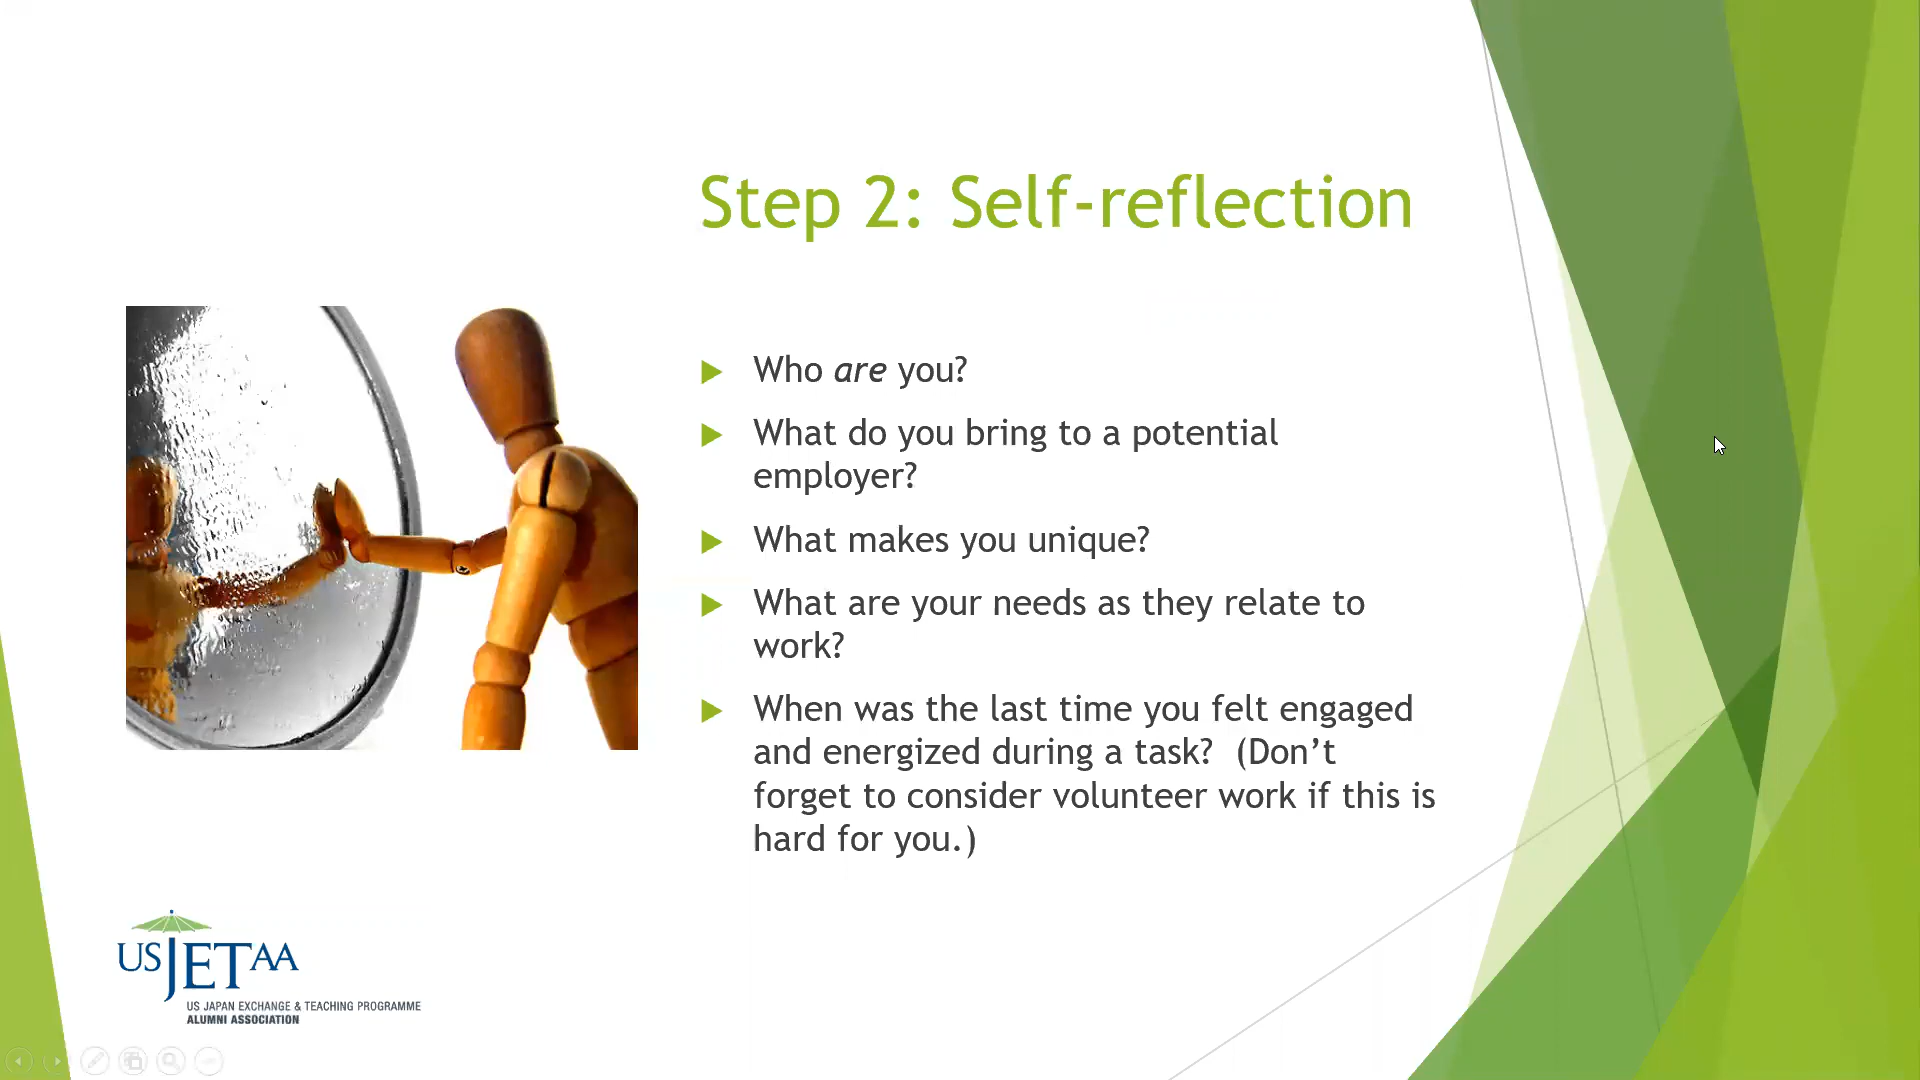 Step 2: Self-reflection
Who are you?
What do you bring to a potential
employer?
What makes you unique?
What are your needs as they relate to
work?
When was the last time you felt engaged
and energized during a task?  (Don’t
forget to consider volunteer work if this is
hard for you.)
USJETAA
US JAPAN EXCHANGE & TEACHING PROGRAMME
ALUMNI ASSOCIATION